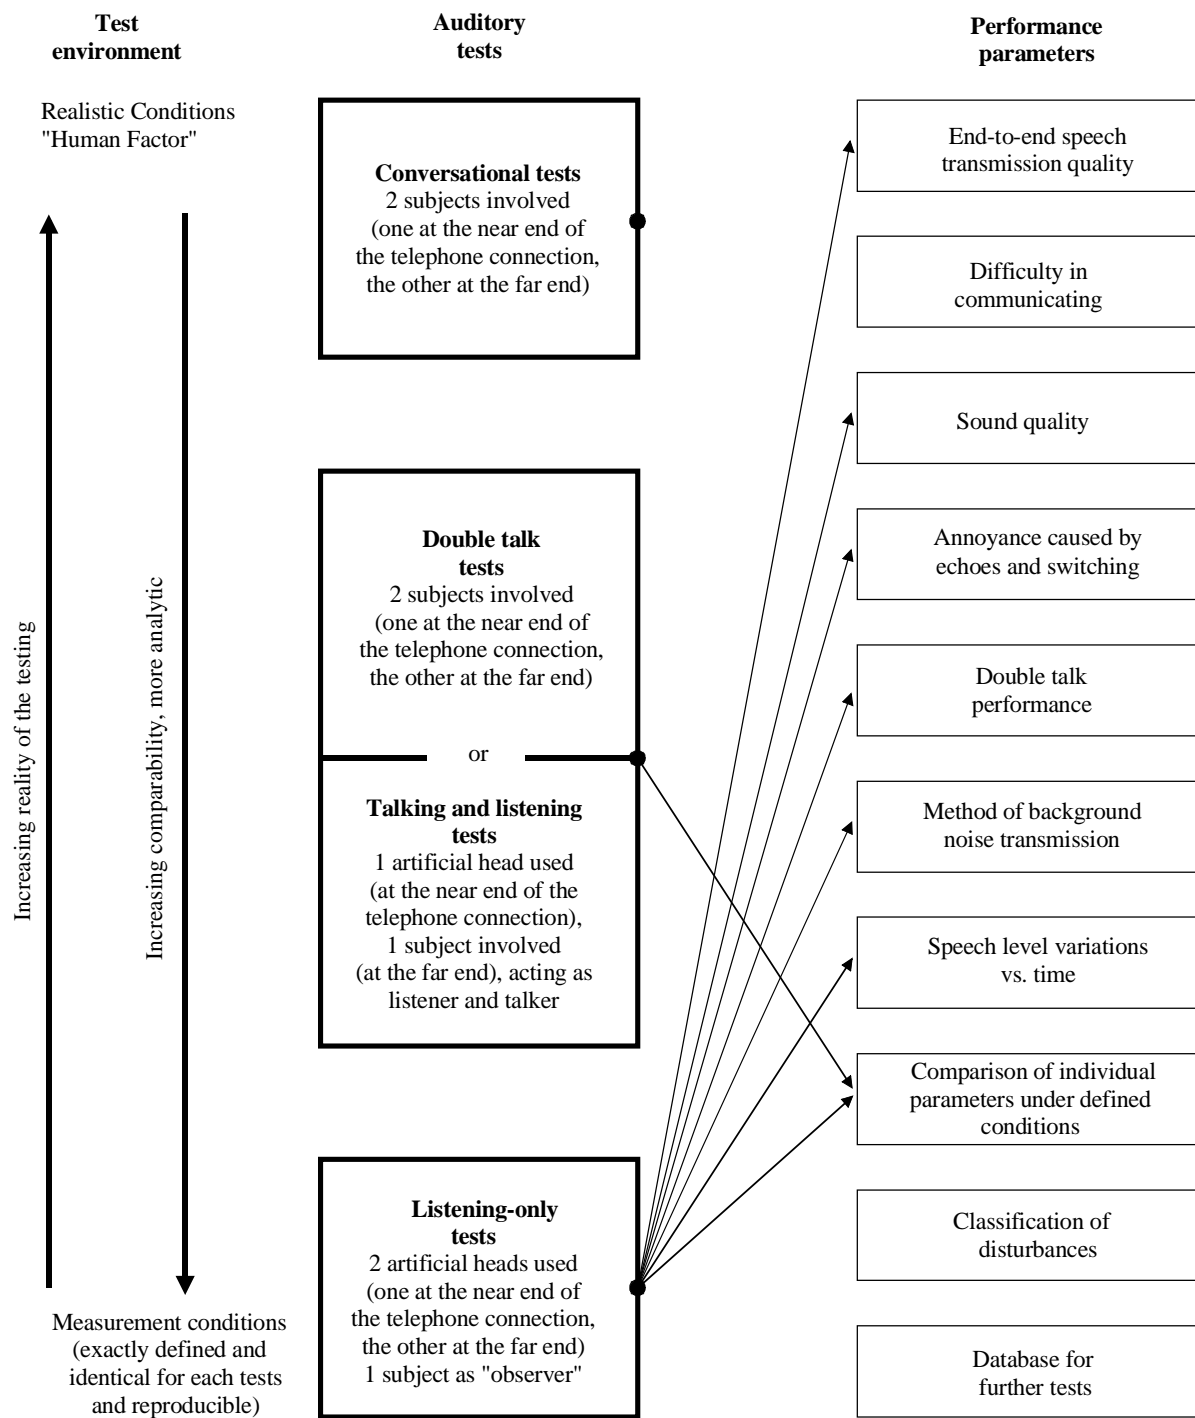 Test
environment
Auditory
tests
Performance
parameters
Realistic Conditions
"Human Factor"
Increasing reality of the testing
Increasing comparability, more analytic
Measurement conditions
(exactly defined and
identical for each tests
and reproducible)
Conversational tests
2 subjects involved
(one at the near end of
the telephone connection,
the other at the far end)
Double talk
tests
2 subjects involved
(one at the near end of
the telephone connection,
the other at the far end)
or
Talking and listening
tests
1 artificial head used
(at the near end of the
telephone connection),
1 subject involved
(at the far end), acting as
listener and talker
Listening-only
tests
2 artificial heads used
(one at the near end of
the telephone connection,
the other at the far end)
1 subject as "observer"
End-to-end speech
transmission quality
Difficulty in
communicating
Sound quality
Annoyance caused by
echoes and switching
Double talk
performance
Method of background
noise transmission
Speech level variations
vs. time
Comparison of individual
parameters under defined
conditions
Classification of
disturbances
Database for
further tests